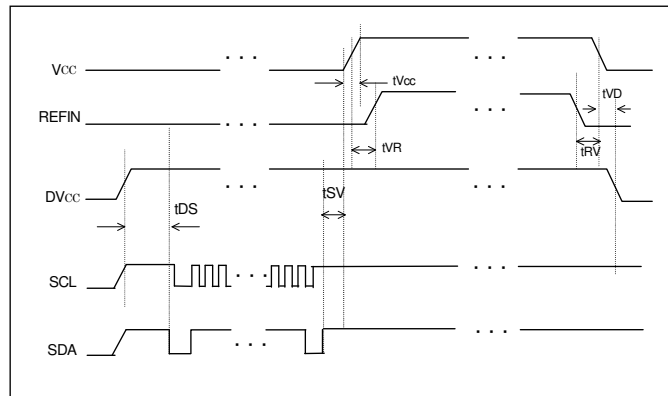 . . .
Vcc
tVcc
tVD
REFIN
. . .
tVR
tRV
DVcc
. . .
. . .
tDS
tSV
SCL
. . .
. . .
SDA
. . .
. . .